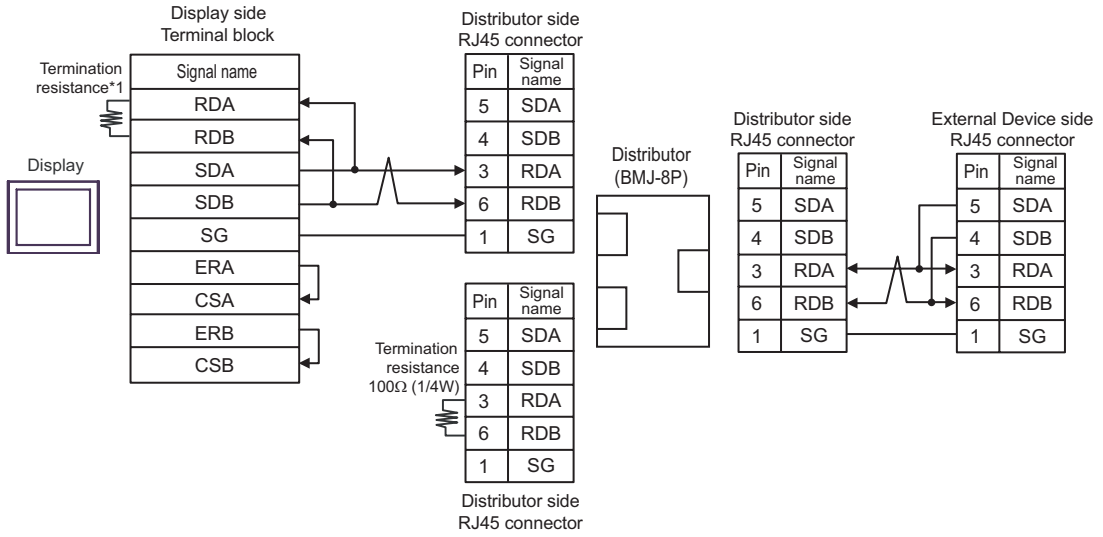 Display side
Terminal block
Termination
resistance*1
Signal name
RDA
RDB
SDA
SDB
SG
ERA
CSA
ERB
CSB
Display
Distributor side
RJ45 connector
Pin Signal name
5 SDA
4 SDB
3 RDA
6 RDB
1 SG
Termination
resistance
100Ω (1/4W)
Pin Signal name
5 SDA
4 SDB
3 RDA
6 RDB
1 SG
Distributor side
RJ45 connector
Distributor
(BMJ-8P)
Distributor side
RJ45 connector
Pin Signal name
5 SDA
4 SDB
3 RDA
6 RDB
1 SG
External Device side
RJ45 connector
Pin Signal name
5 SDA
4 SDB
3 RDA
6 RDB
1 SG